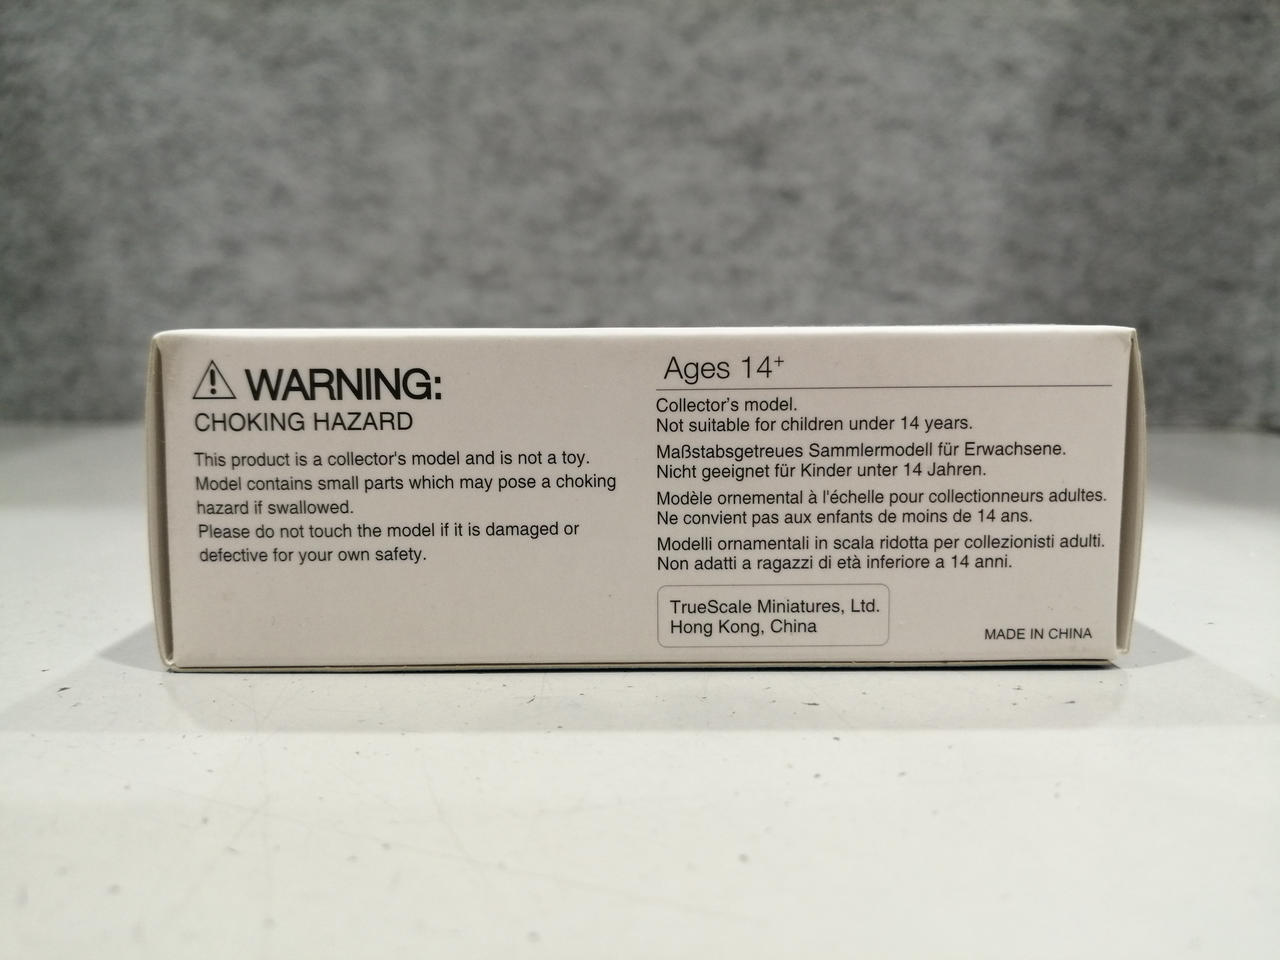 WARNING:
CHOKING HAZARD
This product is a collector's model and is not a toy.
Model contains small parts which may pose a choking
hazard if swallowed.
Please do not touch the model if it is damaged or
defective for your own safety.
Ages 14+
Collector's model.
Not suitable for children under 14 years.
Maßstabsgetreues Sammlermodell für Erwachsene.
Nicht geeignet für Kinder unter 14 Jahren.
Modèle ornemental à l'échelle pour collectionneurs adultes.
Ne convient pas aux enfants de moins de 14 ans.
Modelli ornamentali in scala ridotta per collezionisti adulti.
Non adatti a ragazzi di età inferiore a 14 anni.
TrueScale Miniatures, Ltd.
Hong Kong, China
MADE IN CHINA